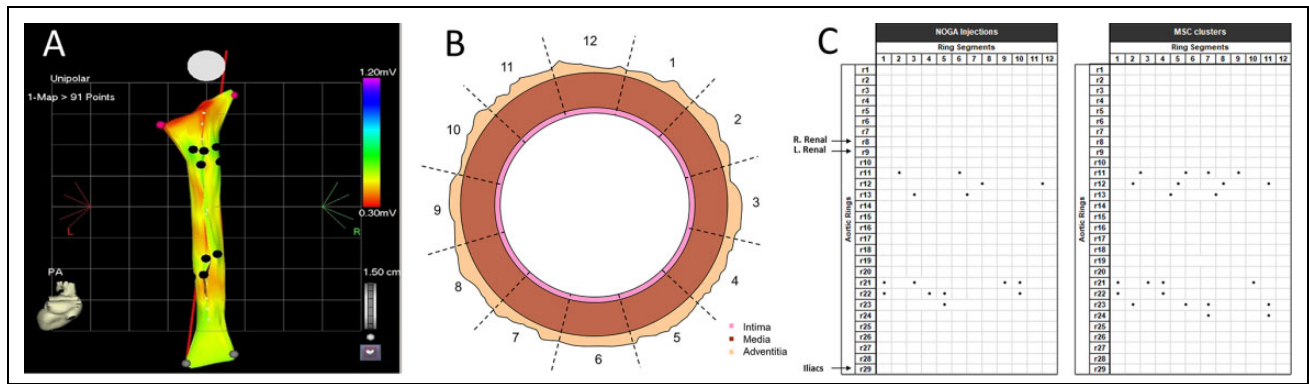 A
Unipolar
1-Map > 91 Points
1.20mV
0.30mV
L
R
PA
1.50 cm
B
12
1
2
3
4
5
6
7
8
9
10
11
Intima
Media
Adventitia
C
NOGA Injections
Ring Segments
1 2 3 4 5 6 7 8 9 10 11 12
R. Renal
L. Renal
Iliacs
Aortic Rings
r1
r2
r3
r4
r5
r6
r7
r8
r9
r10
r11
r12
r13
r14
r15
r16
r17
r18
r19
r20
r21
r22
r23
r24
r25
r26
r27
r28
r29
MSC clusters
Ring Segments
1 2 3 4 5 6 7 8 9 10 11 12
Aortic Rings
r1
r2
r3
r4
r5
r6
r7
r8
r9
r10
r11
r12
r13
r14
r15
r16
r17
r18
r19
r20
r21
r22
r23
r24
r25
r26
r27
r28
r29